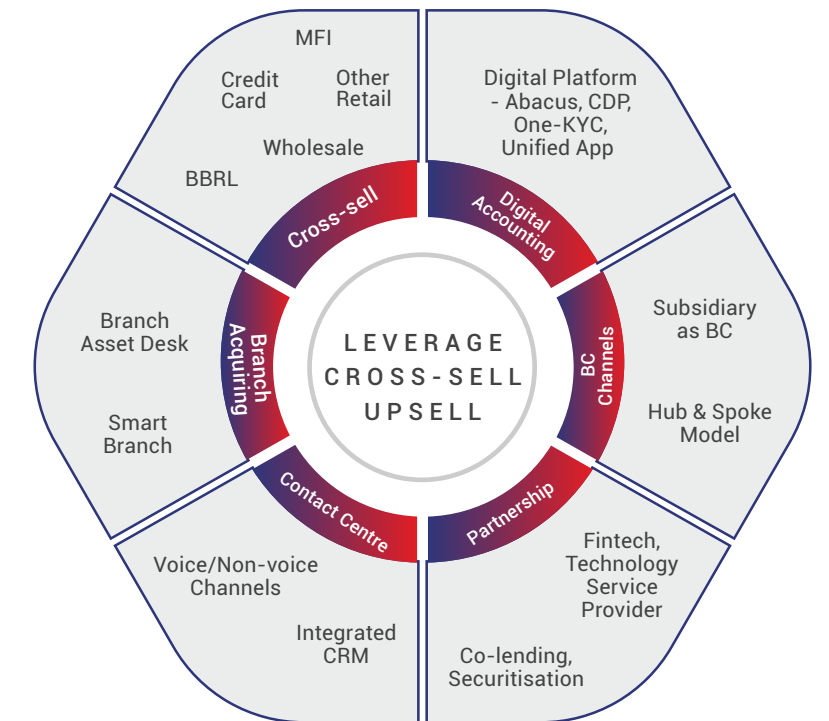 MFI
Credit
Card
Other
Retail
Wholesale
BBRL
Cross-sell
Digital Platform
- Abacus, CDP,
One-KYC,
Unified App
Digital
Accounting
Subsidiary
as BC
Hub & Spoke
Model
BC
Channels
Fintech,
Technology
Service
Provider
Co-lending,
Securitisation
Partnership
Contact Centre
Voice/Non-voice
Channels
Integrated
CRM
Branch
Asset Desk
Smart
Branch
Branch
Acquiring
LEVERAGE
CROSS-SELL
UPSELL